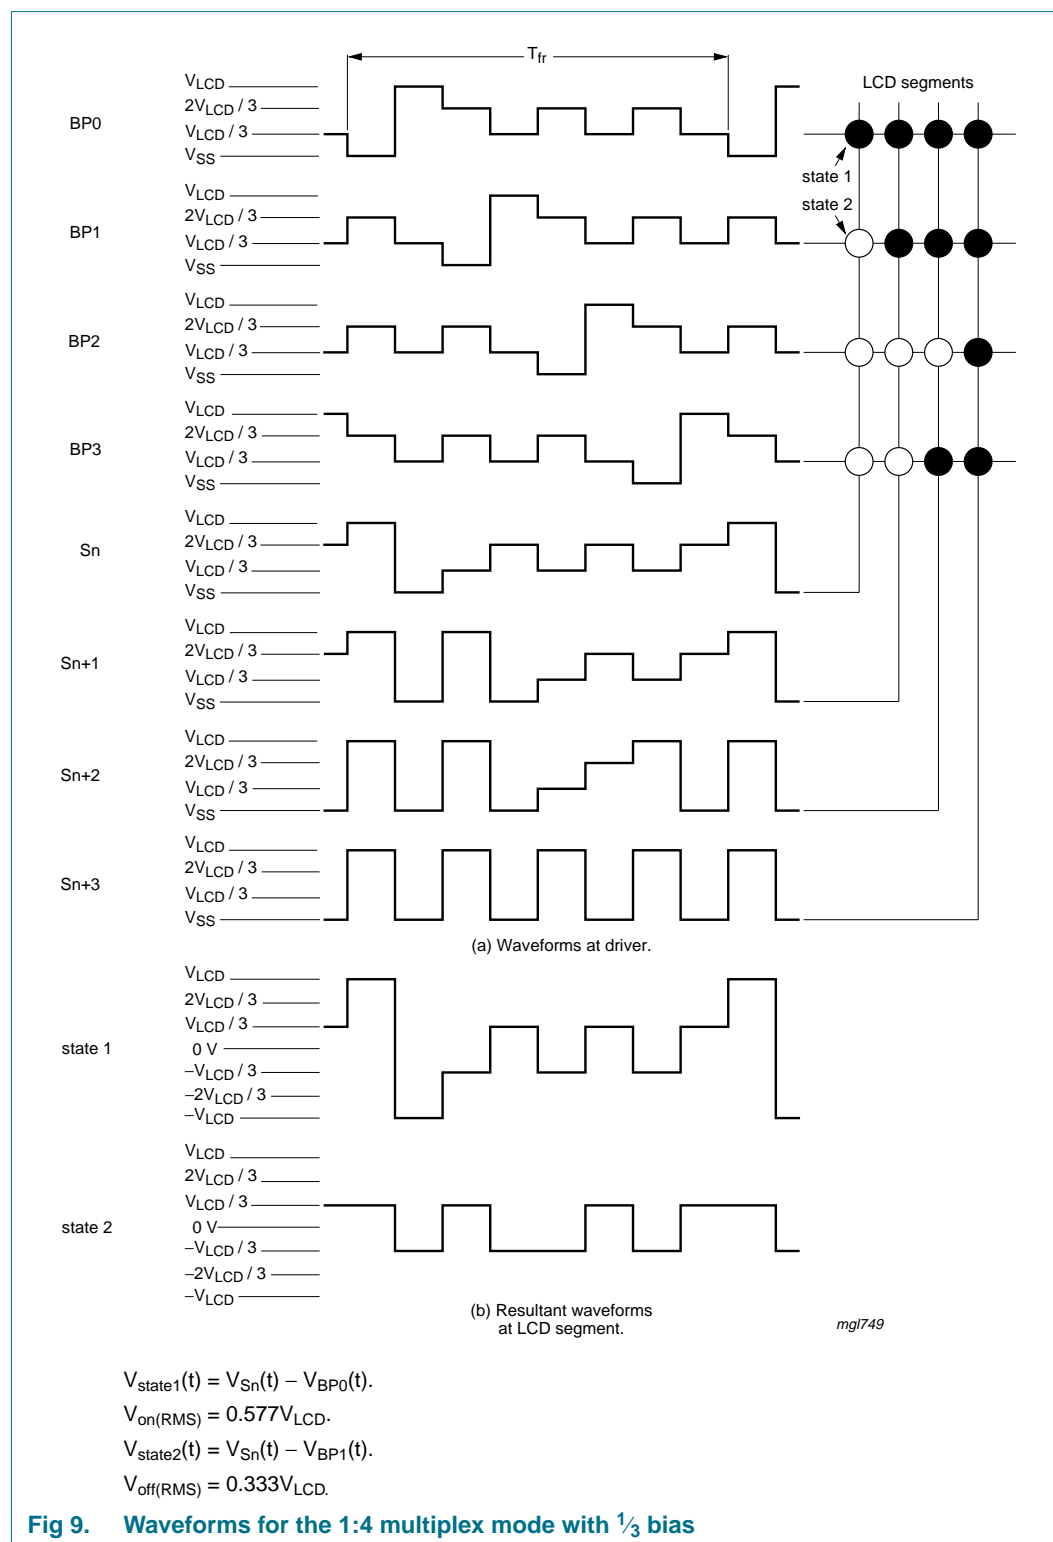 Tfr
VLCD
2VLCD / 3
BP0
VLCD / 3
VSS
LCD segments
state 1
VLCD
state 2
2VLCD / 3
BP1
VLCD / 3
VSS
VLCD
2VLCD / 3
BP2
VLCD / 3
VSS
VLCD
2VLCD / 3
BP3
VLCD / 3
VSS
VLCD
2VLCD / 3
Sn
VLCD / 3
VSS
VLCD
2VLCD / 3
Sn+1
VLCD / 3
VSS
VLCD
2VLCD / 3
Sn+2
VLCD / 3
VSS
VLCD
2VLCD / 3
Sn+3
VLCD / 3
VSS
(a) Waveforms at driver.
VLCD
2VLCD / 3
VLCD / 3
state 1
0 V
−VLCD / 3
−2VLCD / 3
−VLCD
VLCD
2VLCD / 3
VLCD / 3
state 2
0 V
−VLCD / 3
−2VLCD / 3
−VLCD
(b) Resultant waveforms
at LCD segment.
mgl749
Vstate1(t) = VSn(t) − VBP0(t).
Von(RMS) = 0.577VLCD.
Vstate2(t) = VSn(t) − VBP1(t).
Voff(RMS) = 0.333VLCD.
Fig 9. Waveforms for the 1:4 multiplex mode with 1⁄3 bias